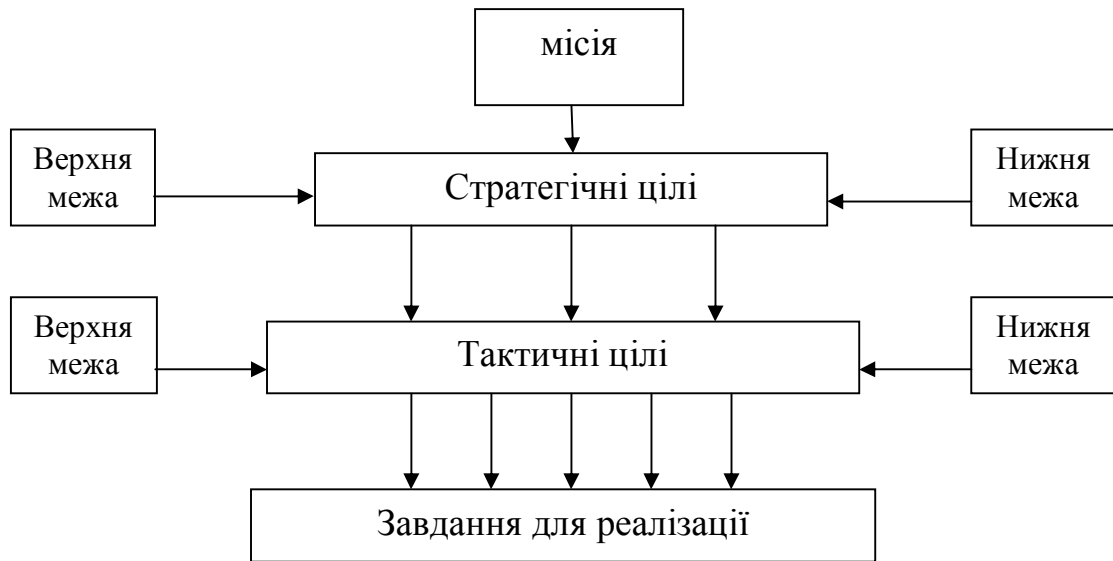 місія
Верхня
межа
Стратегічні цілі
Нижня
межа
Верхня
межа
Тактичні цілі
Нижня
межа
Завдання для реалізації